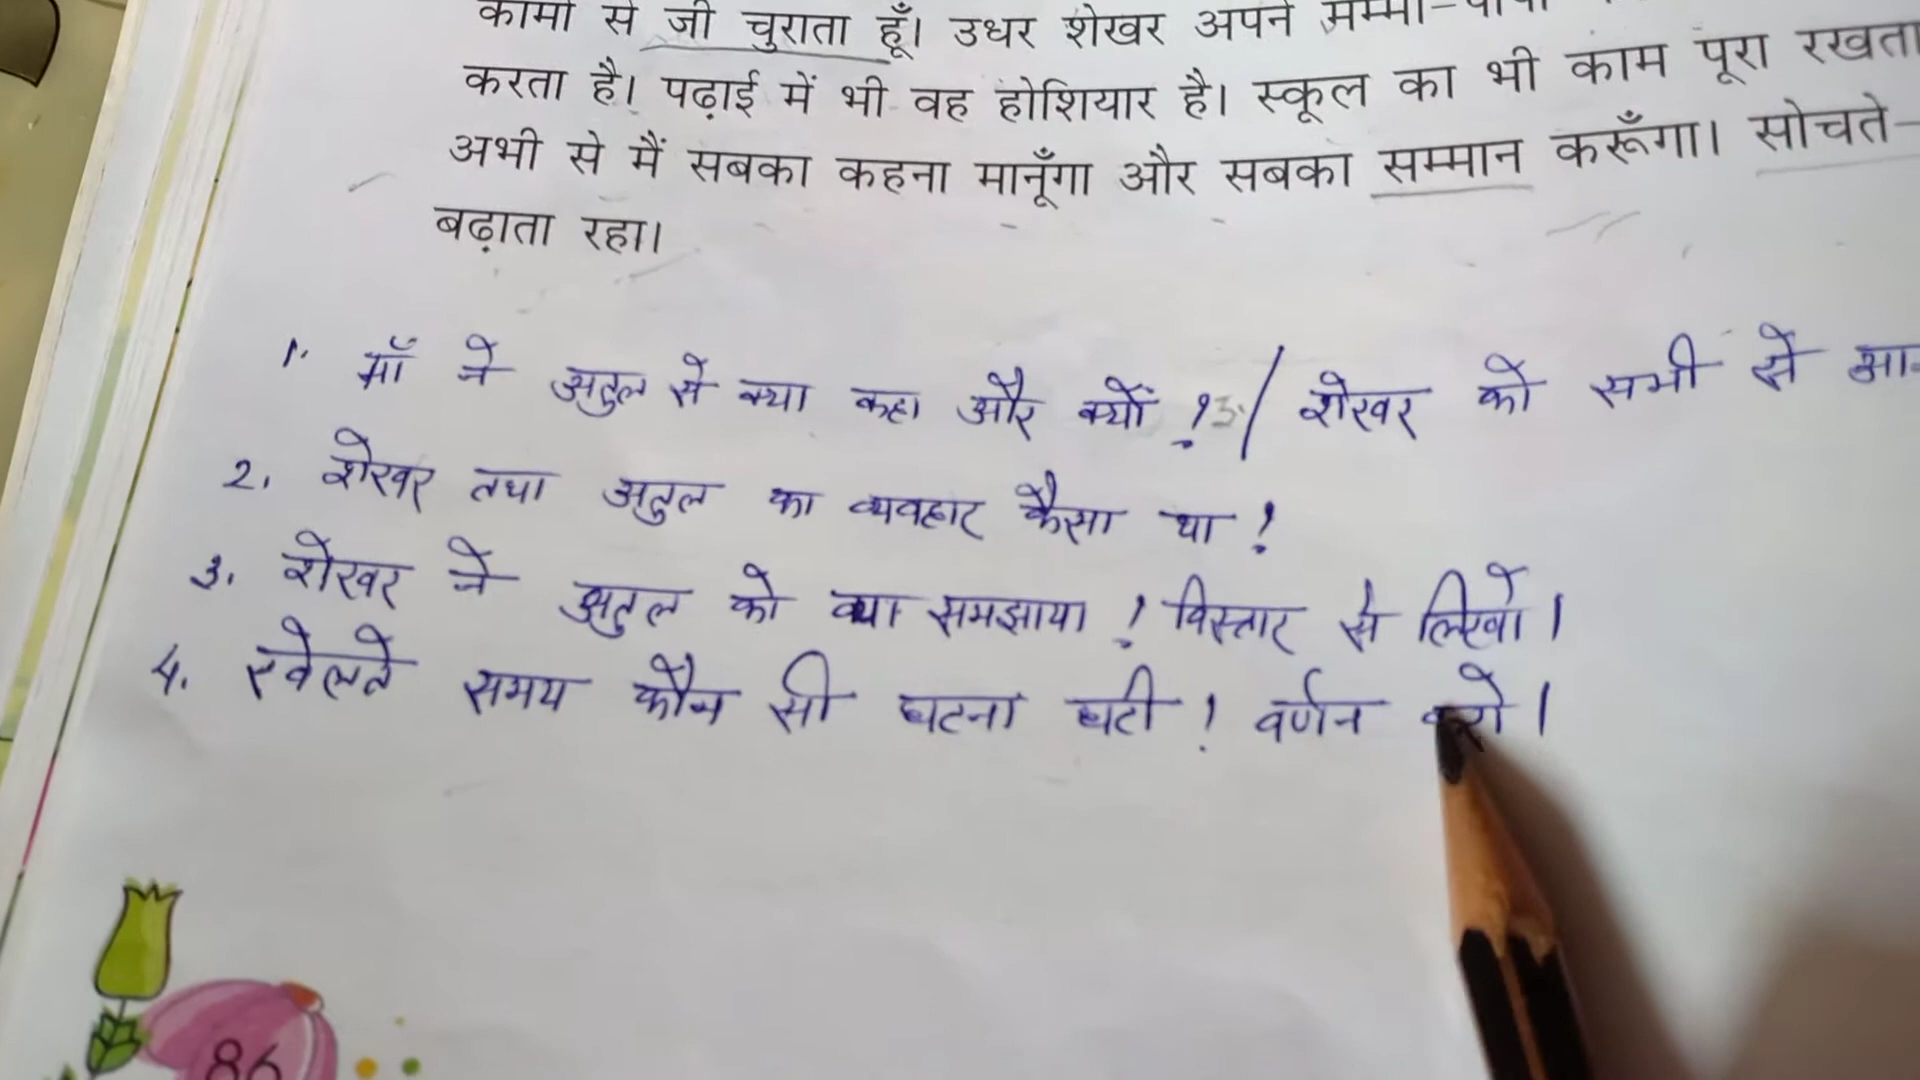 कामों से जी चुराता हूँ। उधर शेखर अपने मम्मी-पापा
करता है। पढ़ाई में भी वह होशियार है। स्कूल का भी काम पूरा रखता
अभी से मैं सबका कहना मानूँगा और सबका सम्मान करूँगा। सोचते-
बढ़ाता रहा।
1. माँ ने अतुल से क्या कहा और क्यों ? / शेखर को सभी से
2. शेखर तथा अतुल का व्यवहार कैसा था ?
3. शेखर ने अतुल को क्या समझाया ? विस्तार से लिखों।
4. खेलते समय कौन सी घटना घटी ? वर्णन करो।
86